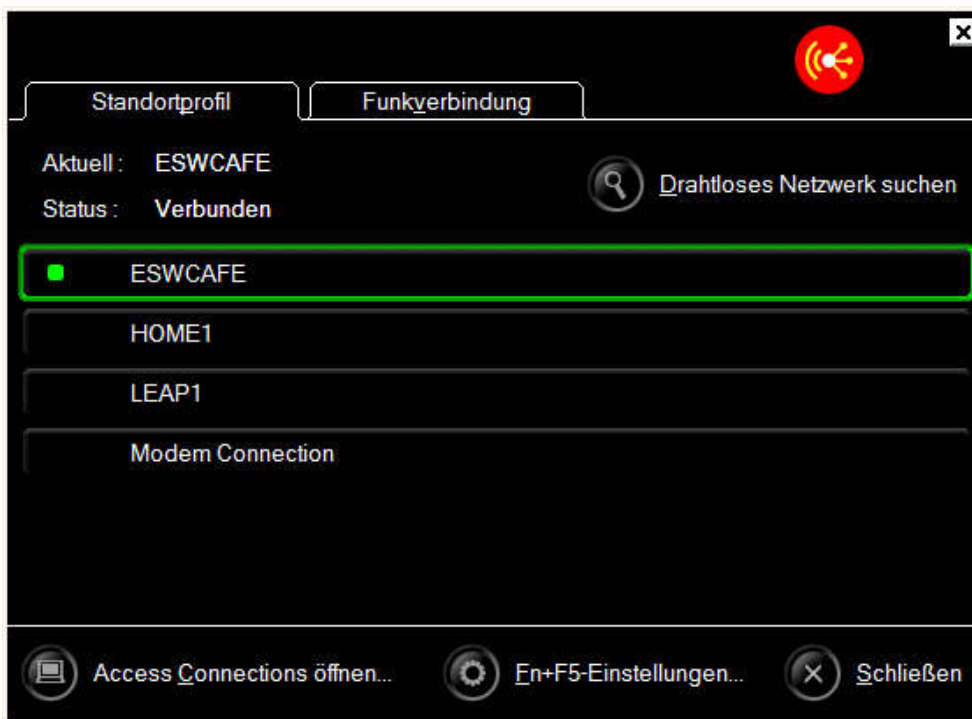 Standortprofil
Funkverbindung
Aktuell : ESWCAFE
Status : Verbunden
Drahtloses Netzwerk suchen
ESWCAFE
HOME1
LEAP1
Modem Connection
Access Connections öffnen...
Fn+F5-Einstellungen...
Schließen